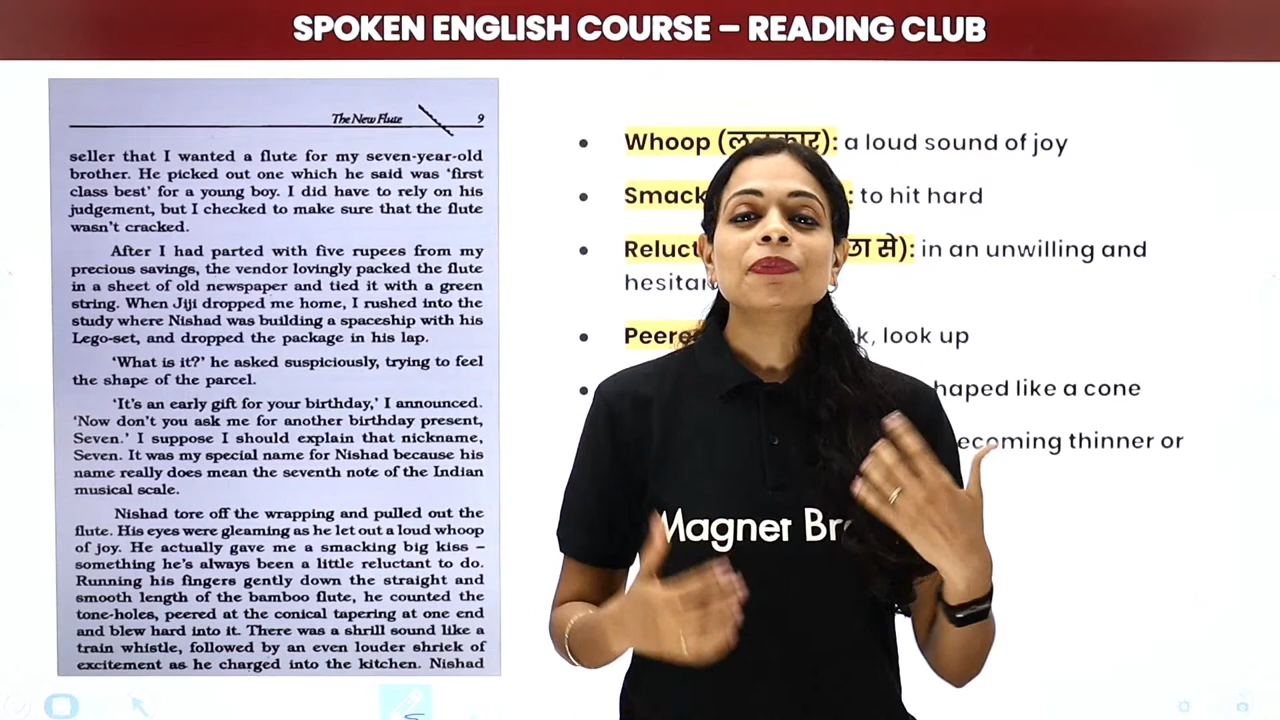 SPOKEN ENGLISH COURSE – READING CLUB
The New Flute 9
seller that I wanted a flute for my seven-year-old
brother. He picked out one which he said was ‘first
class best’ for a young boy. I did have to rely on his
judgement, but I checked to make sure that the flute
wasn’t cracked.
After I had parted with five rupees from my
precious savings, the vendor lovingly packed the flute
in a sheet of old newspaper and tied it with a green
string. When Jiji dropped me home, I rushed into the
study where Nishad was building a spaceship with his
Lego-set, and dropped the package in his lap.
‘What is it?’ he asked suspiciously, trying to feel
the shape of the parcel.
‘It’s an early gift for your birthday,’ I announced.
‘Now don’t you ask me for another birthday present,
Seven.’ I suppose I should explain that nickname,
Seven. It was my special name for Nishad because his
name really does mean the seventh note of the Indian
musical scale.
Nishad tore off the wrapping and pulled out the
flute. His eyes were gleaming as he let out a loud whoop
of joy. He actually gave me a smacking big kiss –
something he’s always been a little reluctant to do.
Running his fingers gently down the straight and
smooth length of the bamboo flute, he counted the
tone-holes, peered at the conical tapering at one end
and blew hard into it. There was a shrill sound like a
train whistle, followed by an even louder shriek of
excitement as he charged into the kitchen. Nishad
Whoop a loud sound of joy
Smack to hit hard
से): in an unwilling and
look up
shaped like a cone
becoming thinner or
Magnet